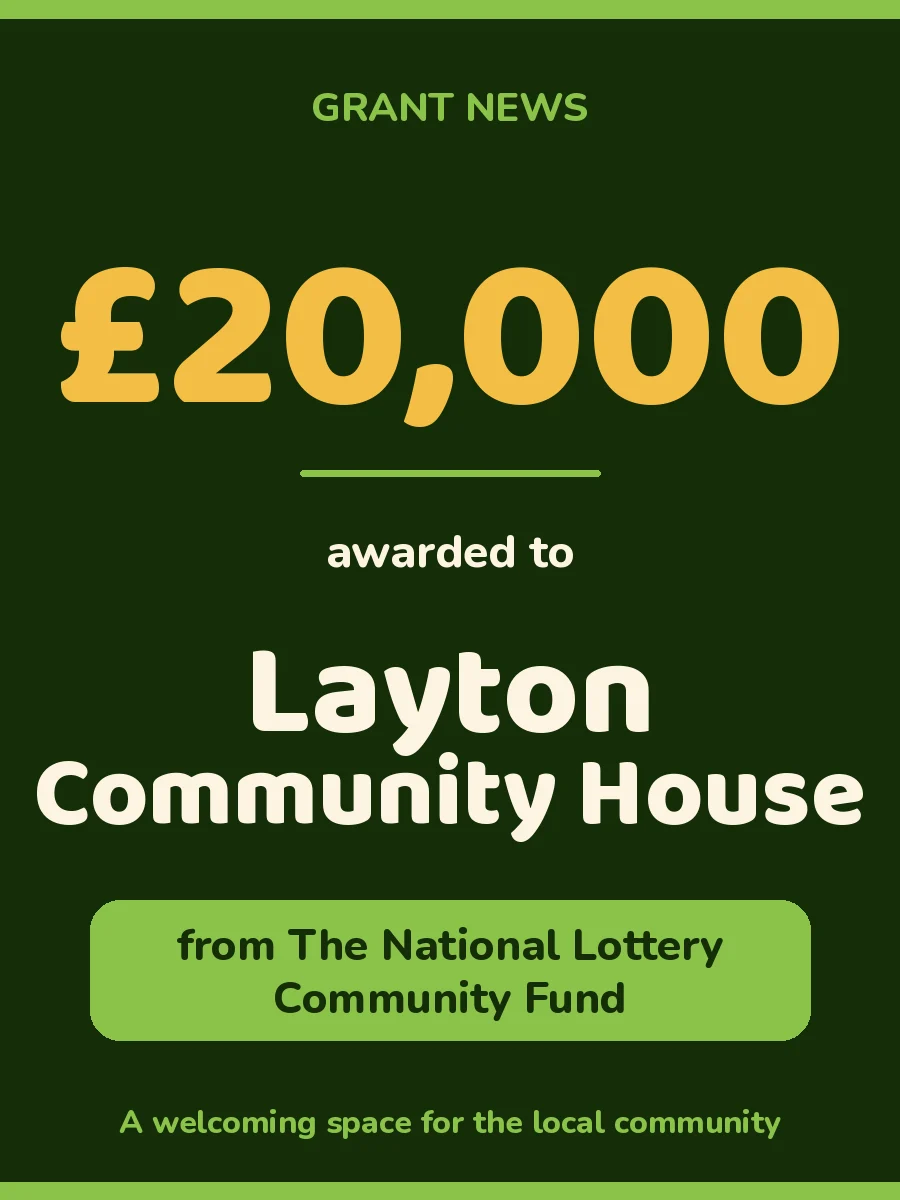 GRANT NEWS
£20,000
awarded to
Layton
Community House
from The National Lottery
Community Fund
A welcoming space for the local community